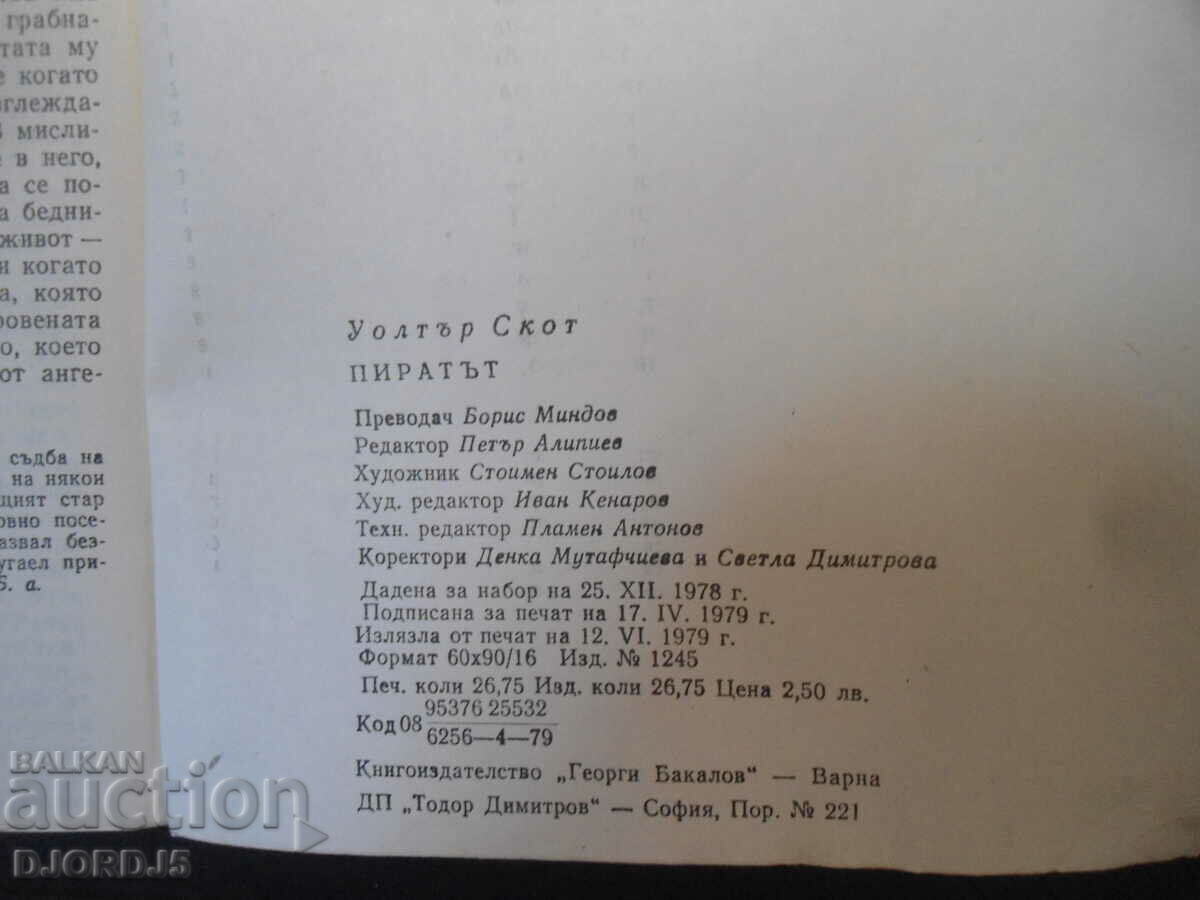 грабна-
тата му
е когато
зглежда-
мисли-
в него,
а се по-
а бедни-
живот —
и когато
а, която
ровената
о, което
от анге-
съдба на
на някои
щият стар
овно посе-
азвал без-
угаел при-
Б. а.
Уолтър Скот
ПИРАТЪТ
Преводач Борис Миндов
Редактор Петър Алипиев
Художник Стоимен Стоилов
Худ. редактор Иван Кенаров
Техн. редактор Пламен Антонов
Коректори Денка Мутафчиева и Светла Димитрова
Дадена за набор на 25. XII. 1978 г.
Подписана за печат на 17. IV. 1979 г.
Излязла от печат на 12. VI. 1979 г.
Формат 60х90/16 Изд. № 1245
Печ. коли 26,75 Изд. коли 26,75 Цена 2,50 лв.
95376 25532
Код 08
6256—4—79
Книгоиздателство „Георги Бакалов“ — Варна
ДП „Тодор Димитров“ — София, Пор. № 221
BALKAN
auction
DJORDJ5